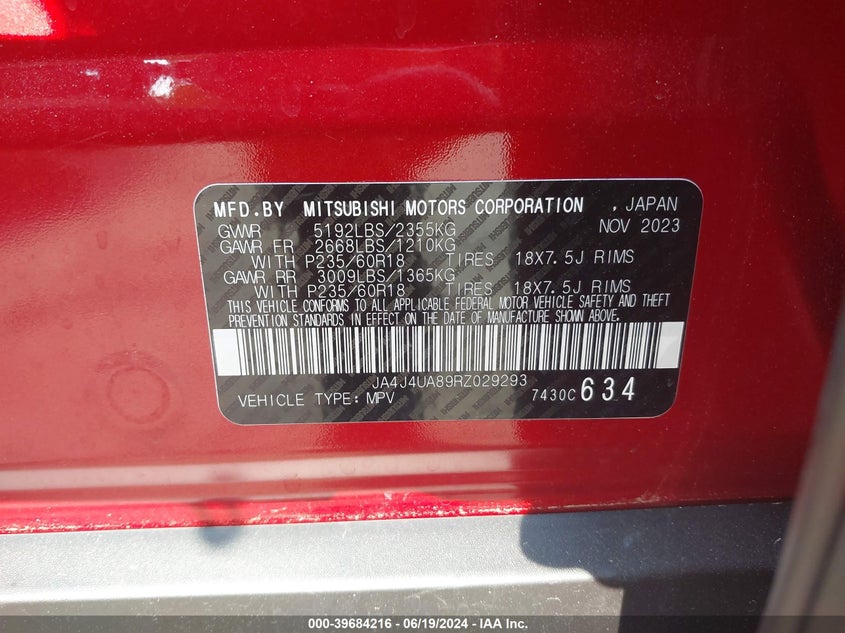 MFD.BY MITSUBISHI MOTORS CORPORATION , JAPAN
GVWR 5192LBS/2355KG NOV 2023
GAWR FR 2668LBS/1210KG
WITH P235/60R18 TIRES 18X7.5J RIMS
GAWR RR 3009LBS/1365KG
WITH P235/60R18 TIRES 18X7.5J RIMS
THIS VEHICLE CONFORMS TO ALL APPLICABLE FEDERAL MOTOR VEHICLE SAFETY AND THEFT
PREVENTION STANDARDS IN EFFECT ON THE DATE OF MANUFACTURE SHOWN ABOVE.
JA4J4UA89RZ029293
VEHICLE TYPE: MPV 7430C 634
000-39684216 - 06/19/2024 - IAAI.com